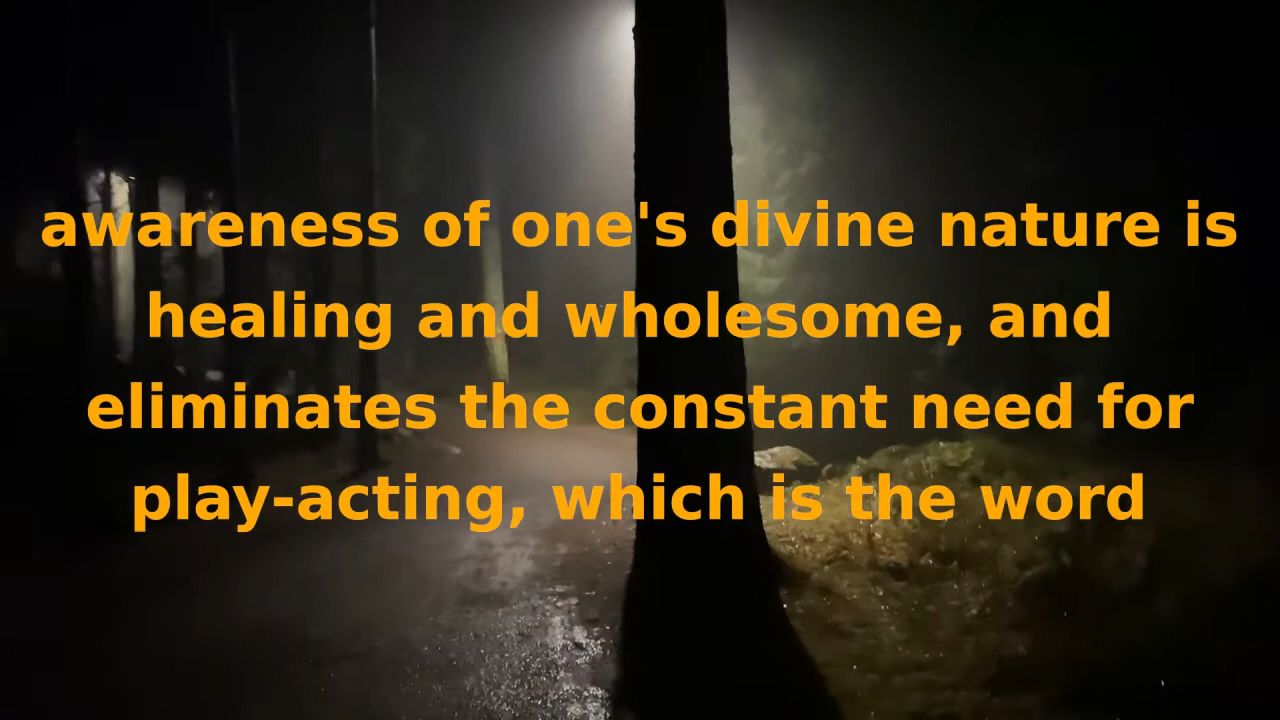 awareness of one's divine nature is
healing and wholesome, and
eliminates the constant need for
play-acting, which is the word